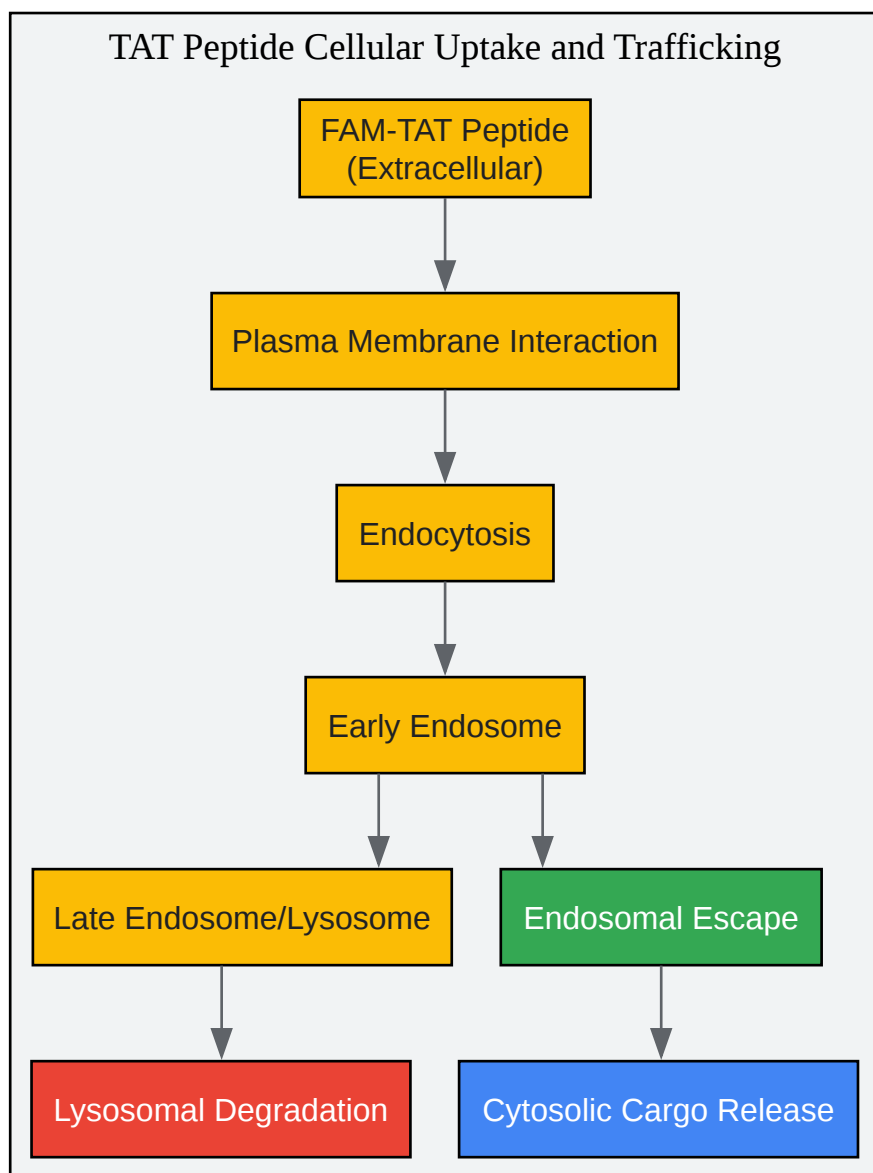 TAT Peptide Cellular Uptake and Trafficking
FAM-TAT Peptide
(Extracellular)
Plasma Membrane Interaction
Endocytosis
Early Endosome
Late Endosome/Lysosome
Endosomal Escape
Lysosomal Degradation
Cytosolic Cargo Release